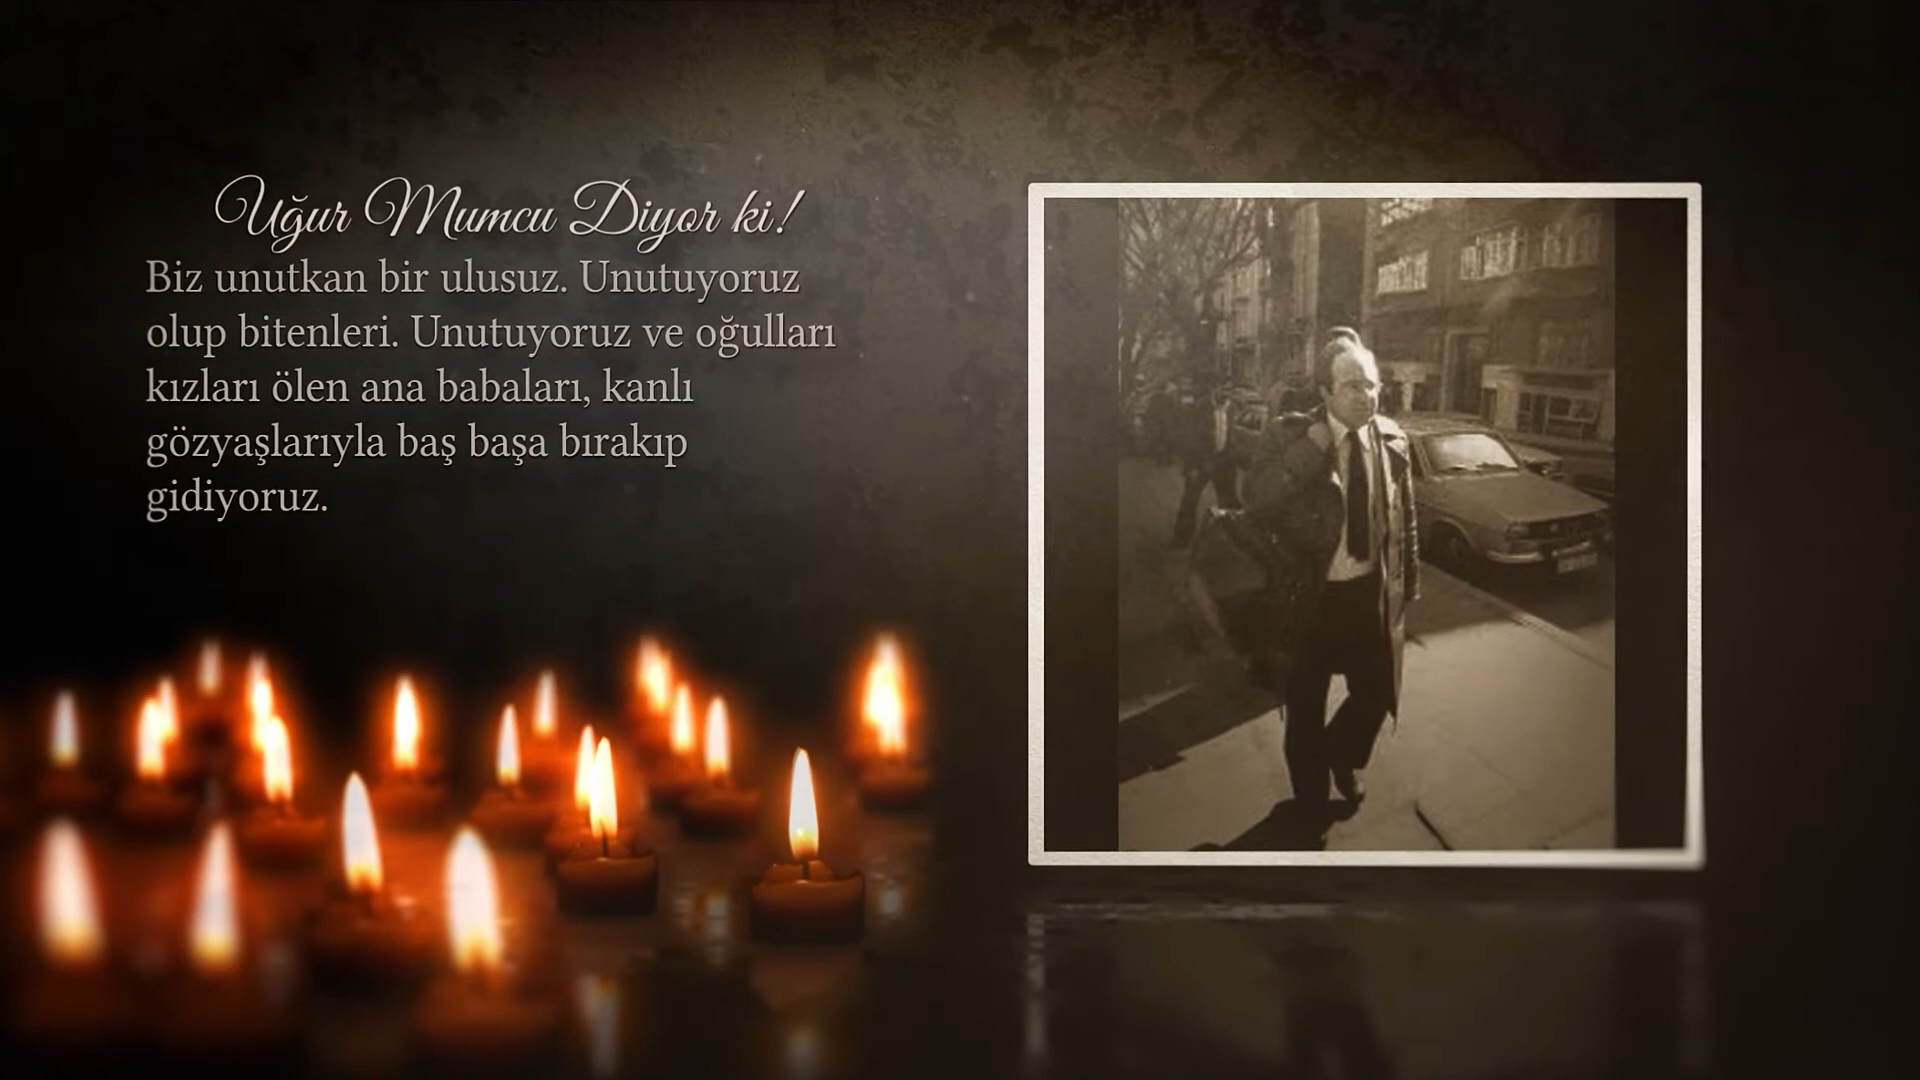 Uğur Mumcu Diyor ki!
Biz unutkan bir ulusuz. Unutuyoruz
olup bitenleri. Unutuyoruz ve oğulları
kızları ölen ana babaları, kanlı
gözyaşlarıyla baş başa bırakıp
gidiyoruz.